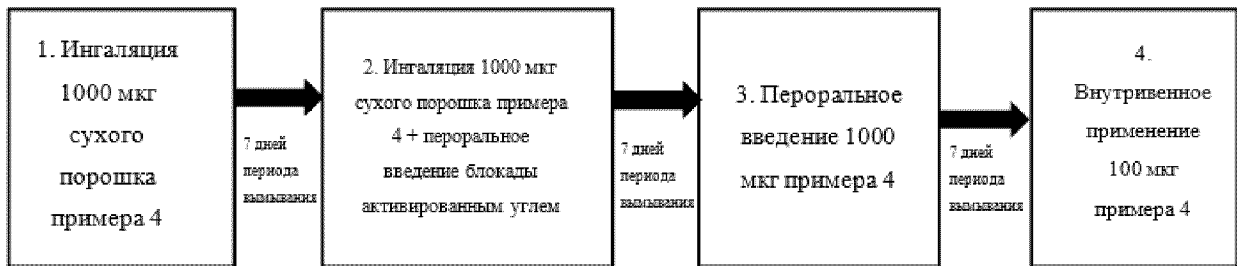 1. Ингаляция
1000 мкг
сухого
порошка
примера 4
7 дней
периода
вымывания
2. Ингаляция 1000 мкг
сухого порошка примера
4 + пероральное
введение блокады
активированным углем
7 дней
периода
вымывания
3. Пероральное
введение 1000
мкг примера 4
7 дней
периода
вымывания
4.
Внутривенное
применение
100 мкг
примера 4